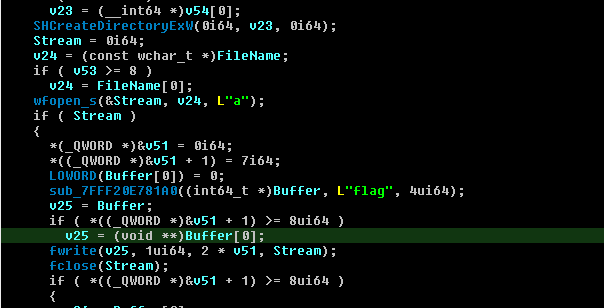 v23 = (__int64 *)v54[0];
SHCreateDirectoryExW(0i64, v23, 0i64);
Stream = 0i64;
v24 = (const wchar_t *)FileName;
if ( v53 >= 8 )
v24 = FileName[0];
wfopen_s(&Stream, v24, L"a");
if ( Stream )
{
*(_QWORD *)&v51 = 0i64;
*((_QWORD *)&v51 + 1) = 7i64;
LOWORD(Buffer[0]) = 0;
sub_7FFF20E781A0((int64_t *)Buffer, L"flag", 4ui64);
v25 = Buffer;
if ( *((_QWORD *)&v51 + 1) >= 8ui64 )
v25 = (void **)Buffer[0];
fwrite(v25, 1ui64, 2 * v51, Stream);
fclose(Stream);
if ( *((_QWORD *)&v51 + 1) >= 8ui64 )
{